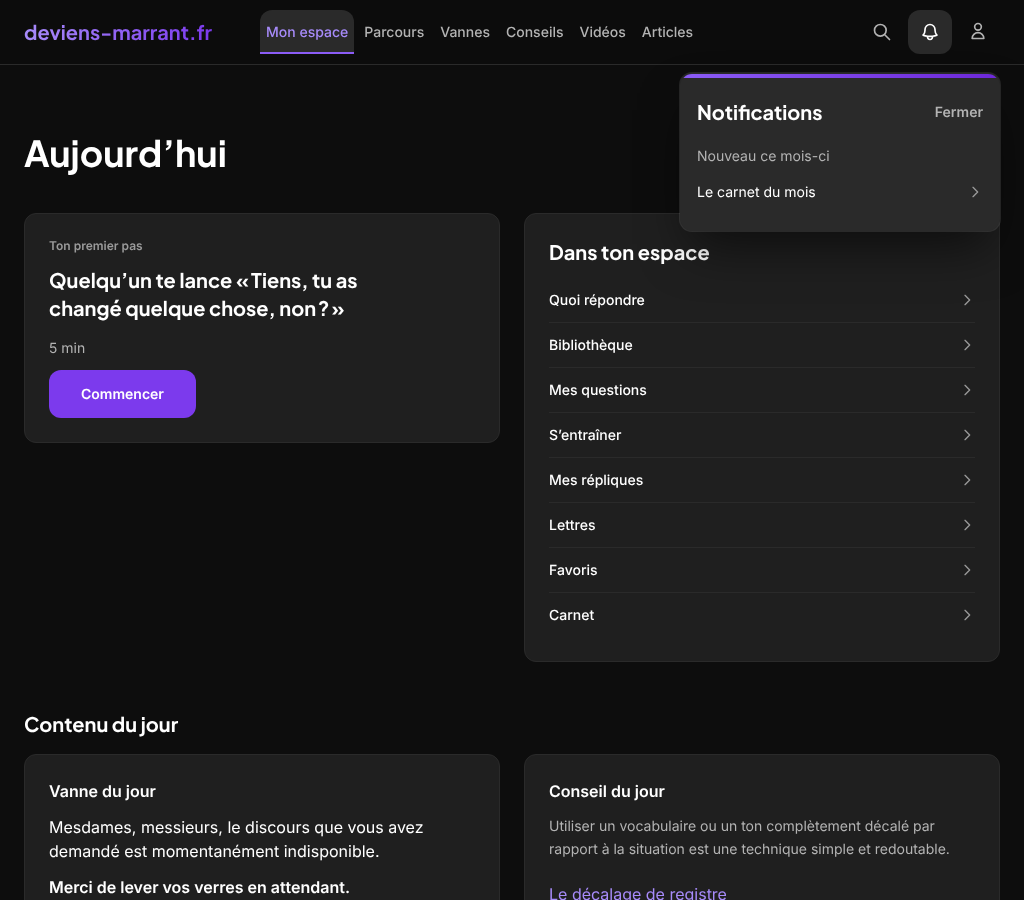 deviens-marrant.fr
Mon espace
Parcours
Vannes
Conseils
Vidéos
Articles
Notifications
Fermer
Nouveau ce mois-ci
Le carnet du mois
Aujourd’hui
Ton premier pas
Quelqu’un te lance « Tiens, tu as
changé quelque chose, non ? »
5 min
Commencer
Dans ton espace
Quoi répondre
Bibliothèque
Mes questions
S’entraîner
Mes répliques
Lettres
Favoris
Carnet
Contenu du jour
Vanne du jour
Mesdames, messieurs, le discours que vous avez
demandé est momentanément indisponible.
Merci de lever vos verres en attendant.
Conseil du jour
Utiliser un vocabulaire ou un ton complètement décalé par
rapport à la situation est une technique simple et redoutable.
Le décalage de registre